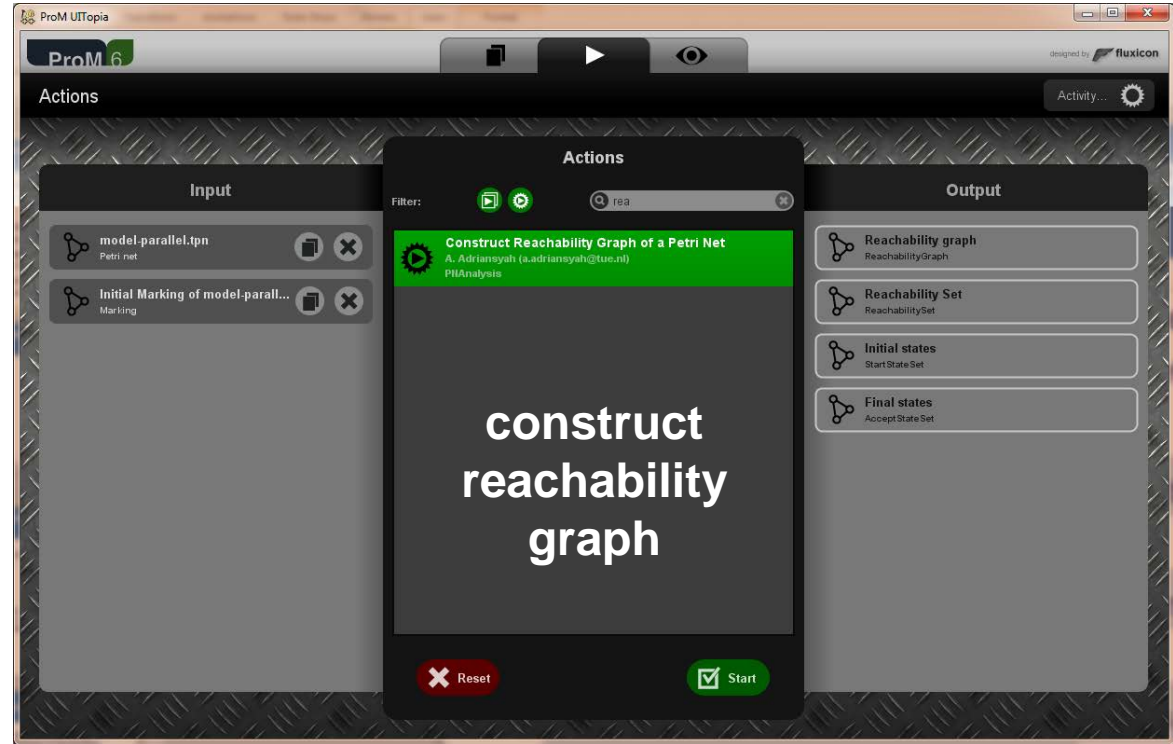 ProM UITopia
ProM 6
designed by fluxicon
Actions
Activity...
Input
model-parallel.tpn
Petri net
Initial Marking of model-parall...
Marking
Actions
Filter:
rea
Construct Reachability Graph of a Petri Net
A. Adriansyah (a.adriansyah@tue.nl)
PNAnalysis
construct
reachability
graph
Reset
Start
Output
Reachability graph
ReachabilityGraph
Reachability Set
ReachabilitySet
Initial states
StartStateSet
Final states
AcceptStateSet